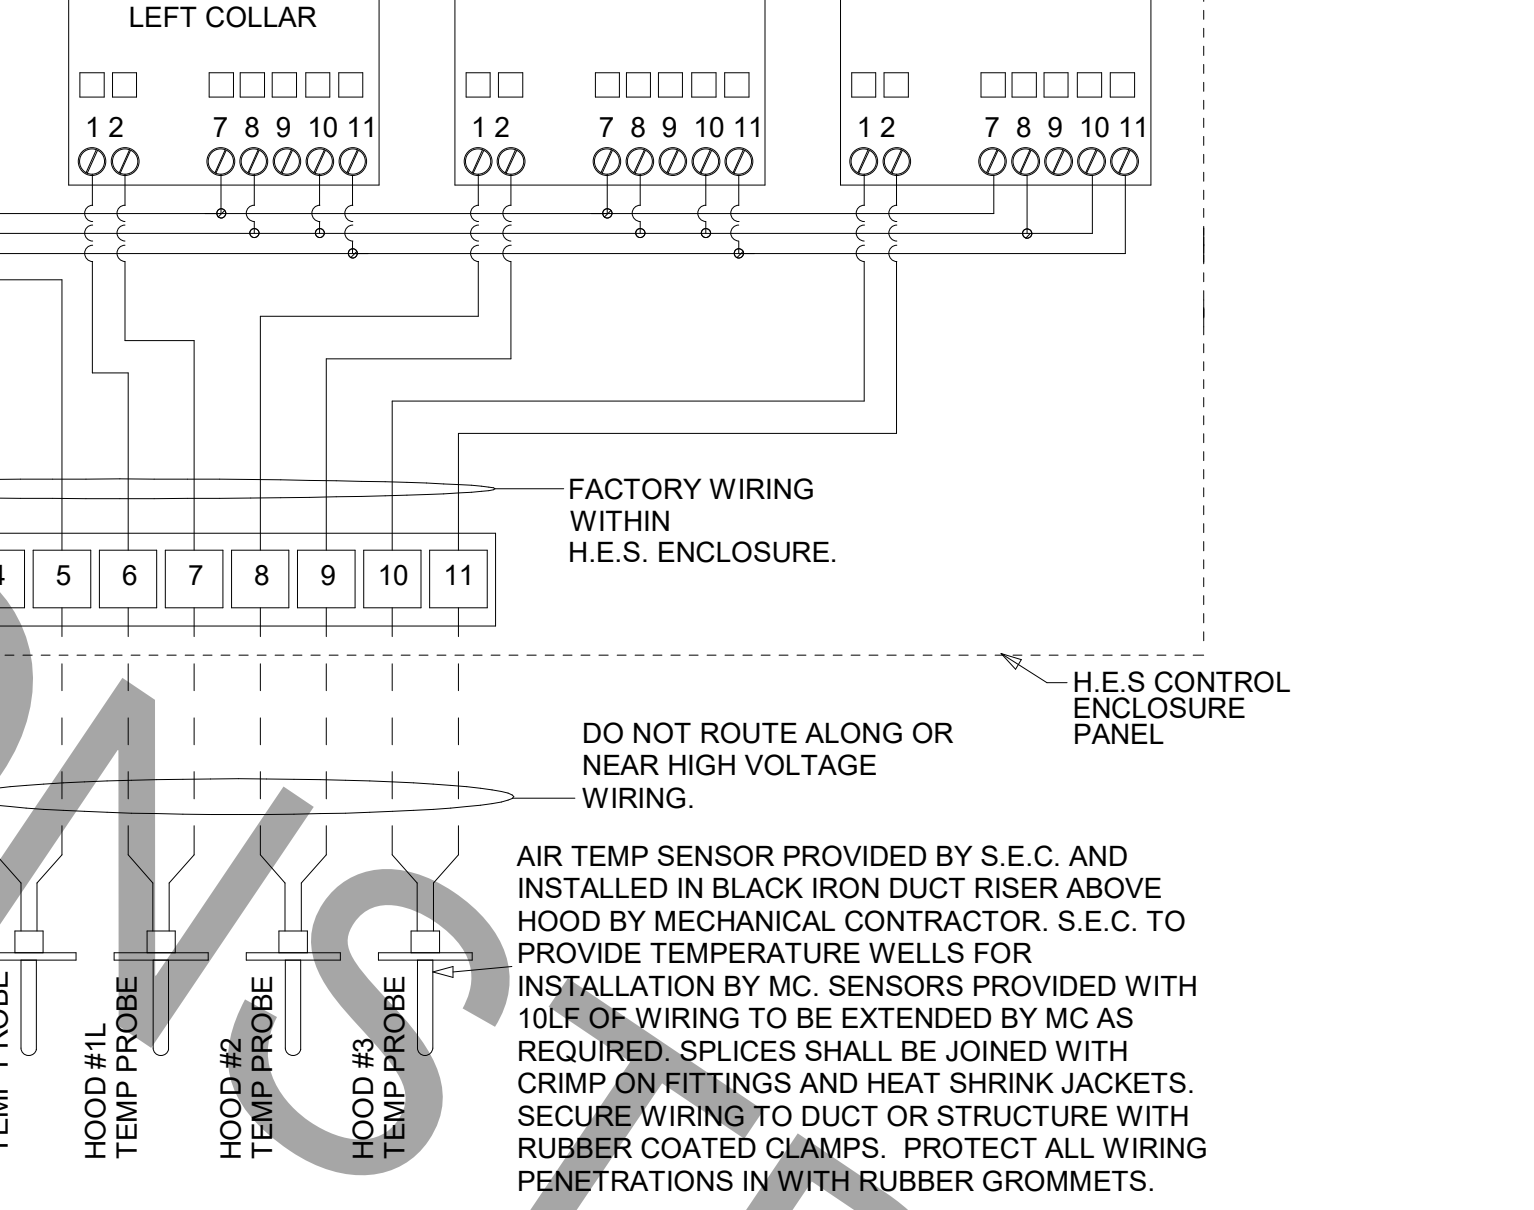 LEFT COLLAR
1 2 7 8 9 10 11
1 2 7 8 9 10 11
1 2 7 8 9 10 11
FACTORY WIRING
WITHIN
H.E.S. ENCLOSURE.
4 5 6 7 8 9 10 11
H.E.S CONTROL
ENCLOSURE
PANEL
DO NOT ROUTE ALONG OR
NEAR HIGH VOLTAGE
WIRING.
AIR TEMP SENSOR PROVIDED BY S.E.C. AND
INSTALLED IN BLACK IRON DUCT RISER ABOVE
HOOD BY MECHANICAL CONTRACTOR. S.E.C. TO
PROVIDE TEMPERATURE WELLS FOR
INSTALLATION BY MC. SENSORS PROVIDED WITH
10LF OF WIRING TO BE EXTENDED BY MC AS
REQUIRED. SPLICES SHALL BE JOINED WITH
CRIMP ON FITTINGS AND HEAT SHRINK JACKETS.
SECURE WIRING TO DUCT OR STRUCTURE WITH
RUBBER COATED CLAMPS.  PROTECT ALL WIRING
PENETRATIONS IN WITH RUBBER GROMMETS.
TEMP PROBE
HOOD #1L
TEMP PROBE
HOOD #2
TEMP PROBE
HOOD #3
TEMP PROBE